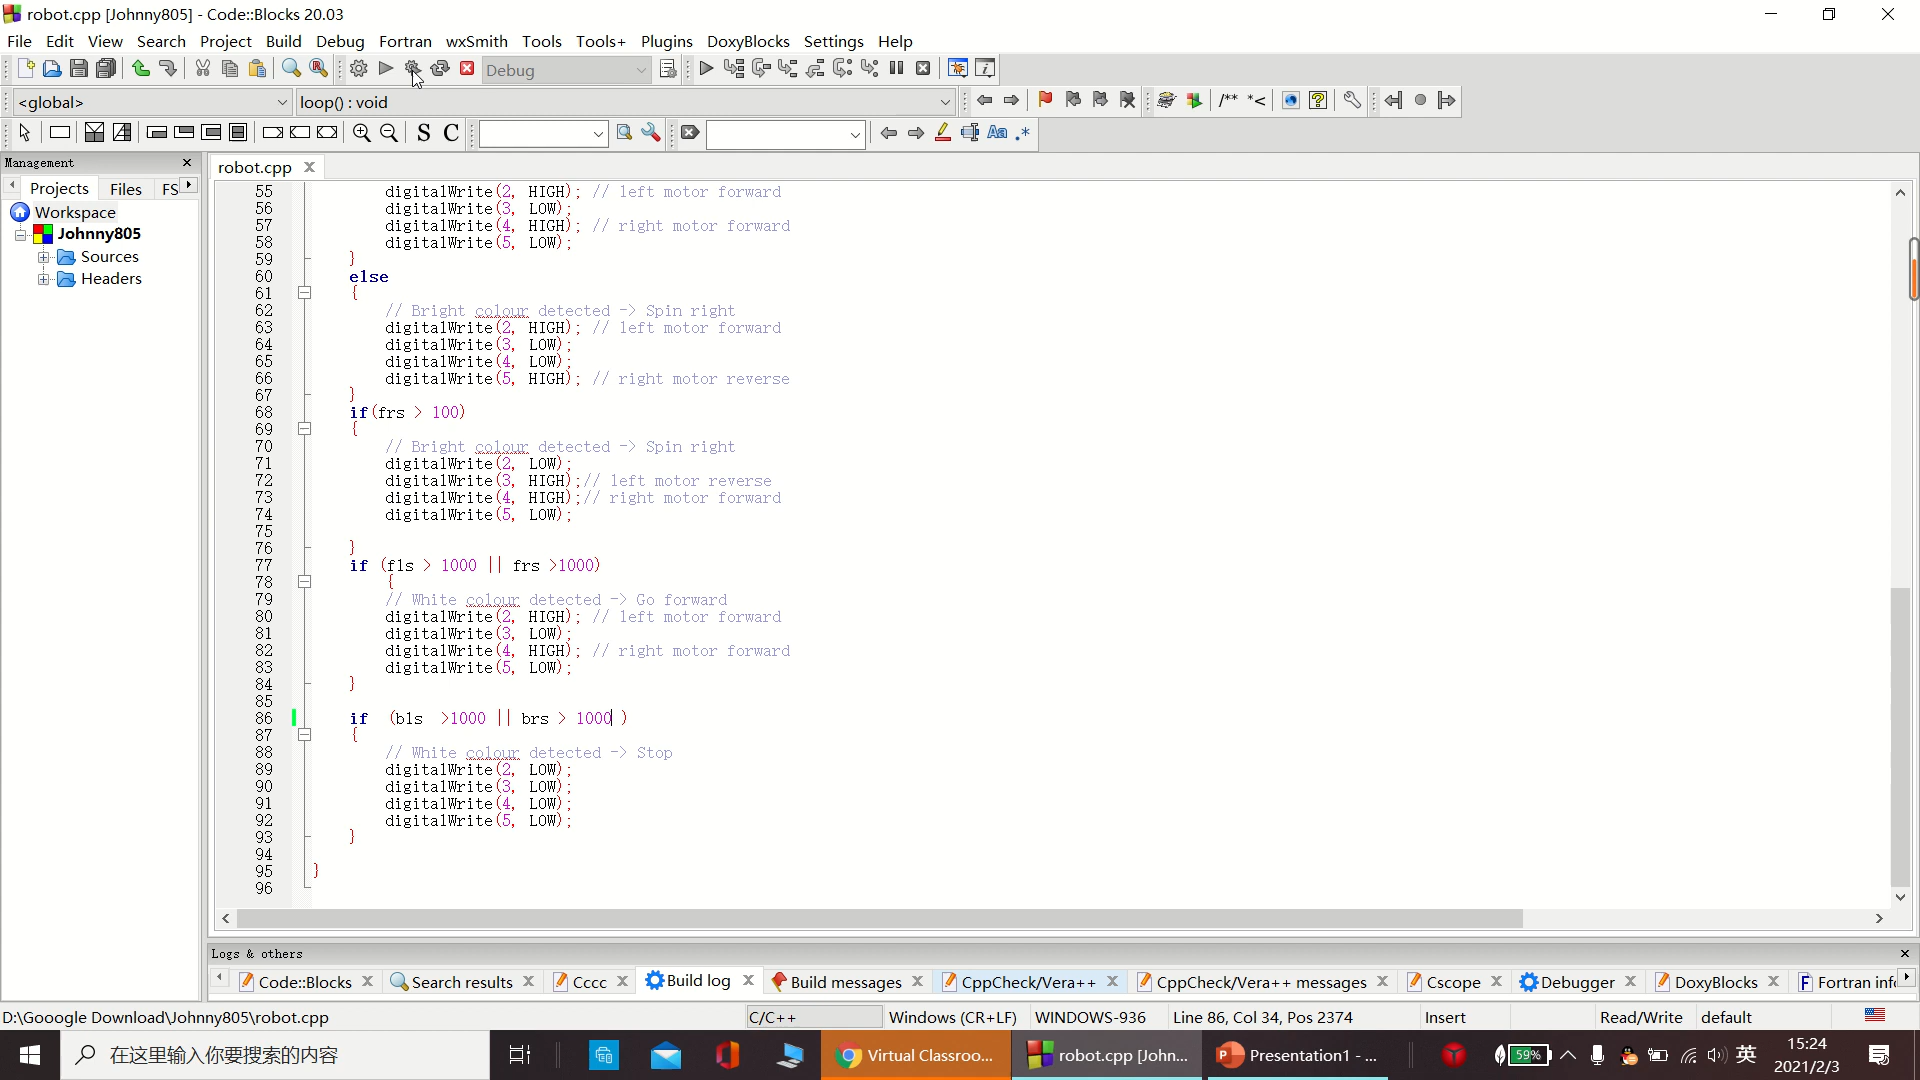 robot.cpp [Johnny805] - Code::Blocks 20.03
File Edit View Search Project Build Debug Fortran wxSmith Tools Tools+ Plugins DoxyBlocks Settings Help
Debug
<global> loop() : void /** *<
S C Aa .*
Management
Projects Files FS
Workspace
Johnny805
Sources
Headers
robot.cpp
55 digitalWrite(2, HIGH); // left motor forward
56 digitalWrite(3, LOW);
57 digitalWrite(4, HIGH); // right motor forward
58 digitalWrite(5, LOW);
59 }
60 else
61 {
62 // Bright colour detected -> Spin right
63 digitalWrite(2, HIGH); // left motor forward
64 digitalWrite(3, LOW);
65 digitalWrite(4, LOW);
66 digitalWrite(5, HIGH); // right motor reverse
67 }
68 if(frs > 100)
69 {
70 // Bright colour detected -> Spin right
71 digitalWrite(2, LOW);
72 digitalWrite(3, HIGH);// left motor reverse
73 digitalWrite(4, HIGH);// right motor forward
74 digitalWrite(5, LOW);
75
76 }
77 if (fls > 1000 || frs >1000)
78 {
79 // White colour detected -> Go forward
80 digitalWrite(2, HIGH); // left motor forward
81 digitalWrite(3, LOW);
82 digitalWrite(4, HIGH); // right motor forward
83 digitalWrite(5, LOW);
84 }
85
86 if (bls >1000 || brs > 1000 )
87 {
88 // White colour detected -> Stop
89 digitalWrite(2, LOW);
90 digitalWrite(3, LOW);
91 digitalWrite(4, LOW);
92 digitalWrite(5, LOW);
93 }
94
95 }
96
Logs & others
Code::Blocks Search results Cccc Build log Build messages CppCheck/Vera++ CppCheck/Vera++ messages Cscope Debugger DoxyBlocks Fortran info
D:\Gooogle Download\Johnny805\robot.cpp C/C++ Windows (CR+LF) WINDOWS-936 Line 86, Col 34, Pos 2374 Insert Read/Write default
在这里输入你要搜索的内容 Virtual Classroo... robot.cpp [John... Presentation1 - ... 59% 英 15:24
2021/2/3